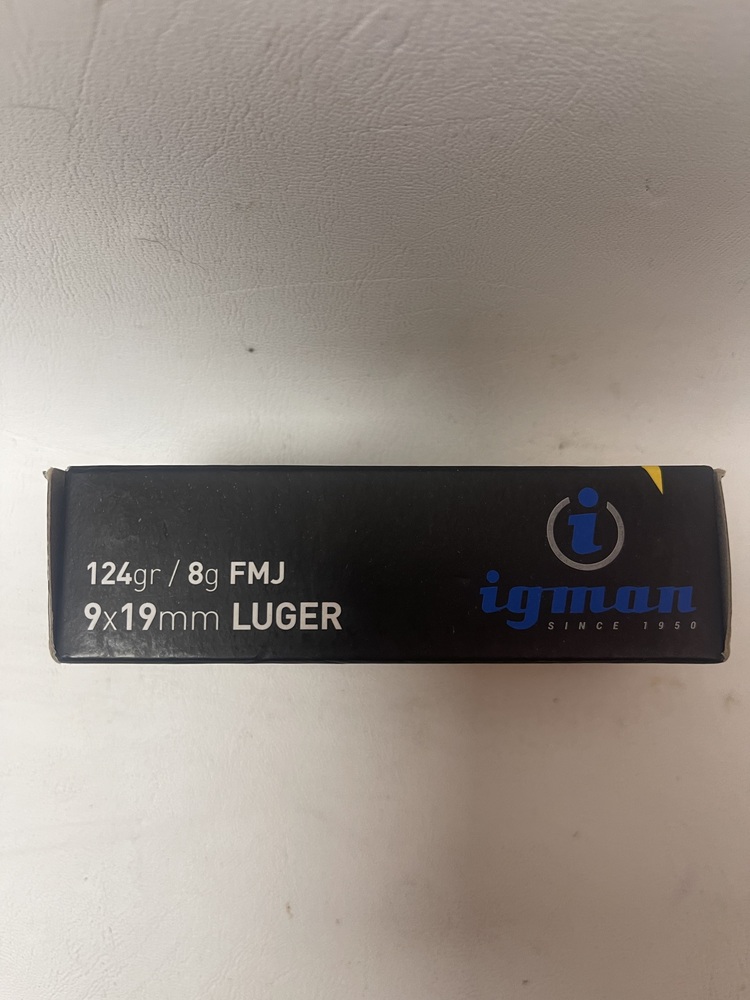 124gr / 8g FMJ
9x19mm LUGER
i
igman
SINCE 1950